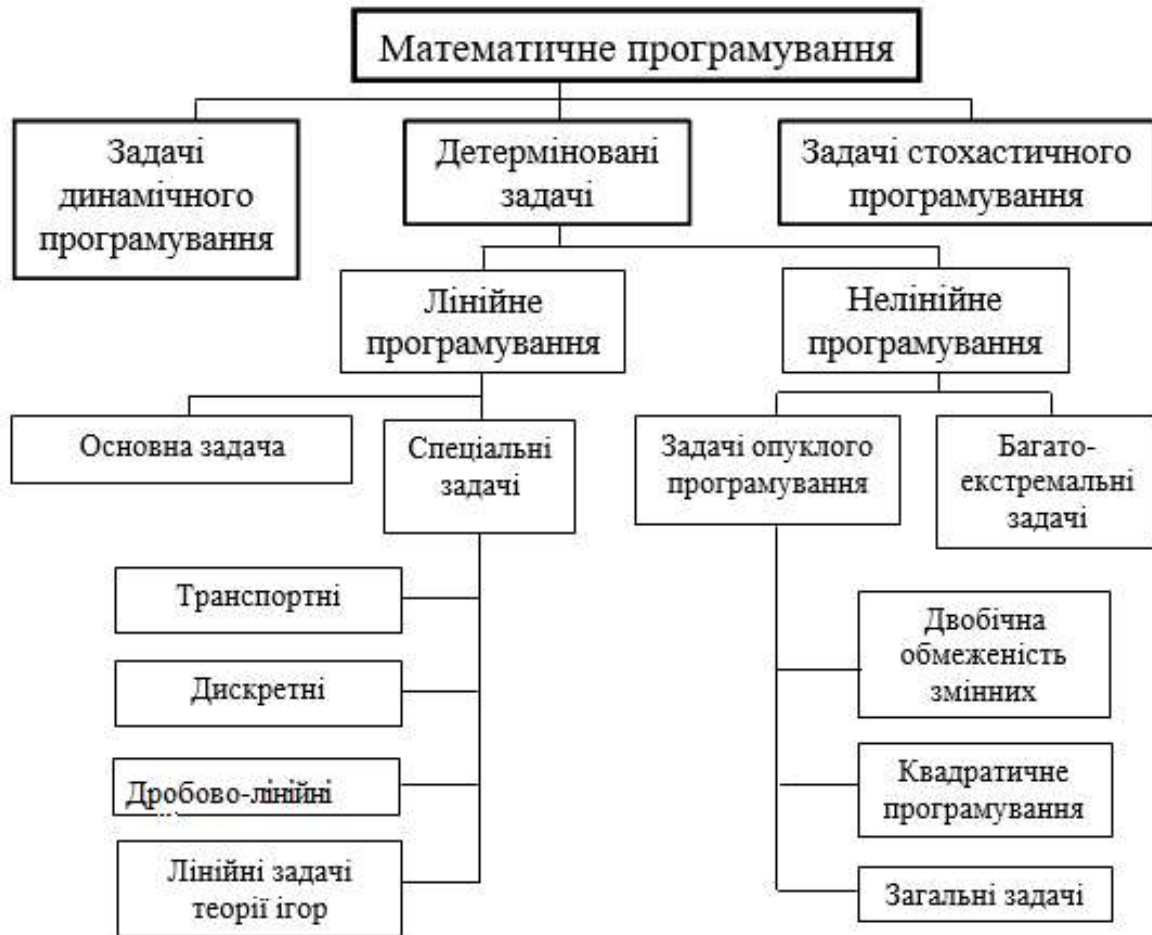 Математичне програмування
Задачі
динамічного
програмування
Детерміновані
задачі
Задачі стохастичного
програмування
Лінійне
програмування
Нелінійне
програмування
Основна задача
Спеціальні
задачі
Задачі опуклого
програмування
Багато-
екстремальні
задачі
Транспортні
Дискретні
Дробово-лінійні
Лінійні задачі
теорії ігор
Двобічна
обмеженість
змінних
Квадратичне
програмування
Загальні задачі